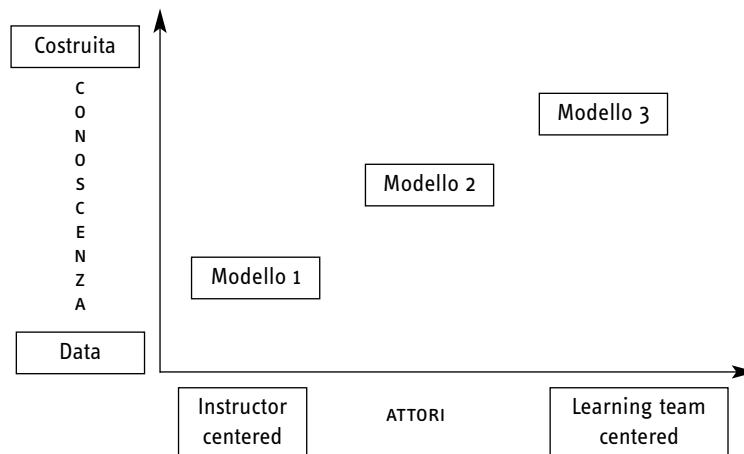 Costruita
C
O
N
O
S
C
E
N
Z
A
Data
Modello 3
Modello 2
Modello 1
Instructor
centered
ATTORI
Learning team
centered